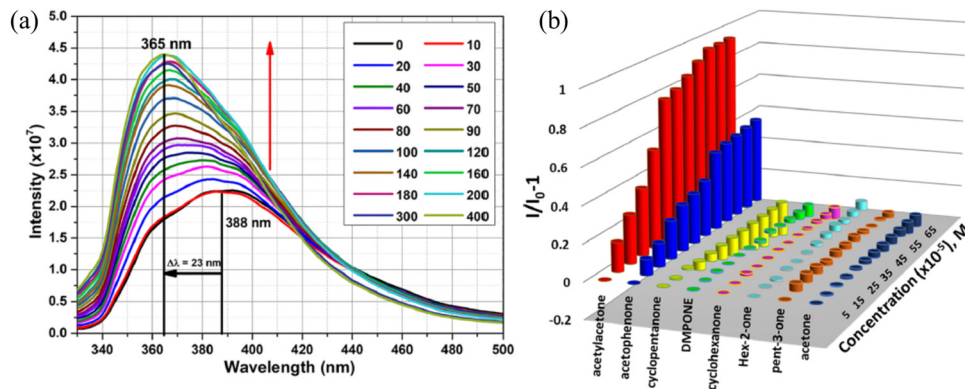 (a)
5.0
4.5
4.0
3.5
3.0
2.5
2.0
1.5
1.0
0.5
0.0
Intensity (x10⁷)
365 nm
388 nm
Δλ = 23 nm
0 10
20 30
40 50
60 70
80 90
100 120
140 160
180 200
300 400
340 360 380 400 420 440 460 480 500
Wavelength (nm)
(b)
1
0.8
0.6
0.4
0.2
0
-0.2
I/I₀-1
acetylacetone
acetophenone
cyclopentanone
DMPONE
cyclohexanone
Hex-2-one
pent-3-one
acetone
5 15 25 35 45 55 65
Concentration (x10⁻⁵), M